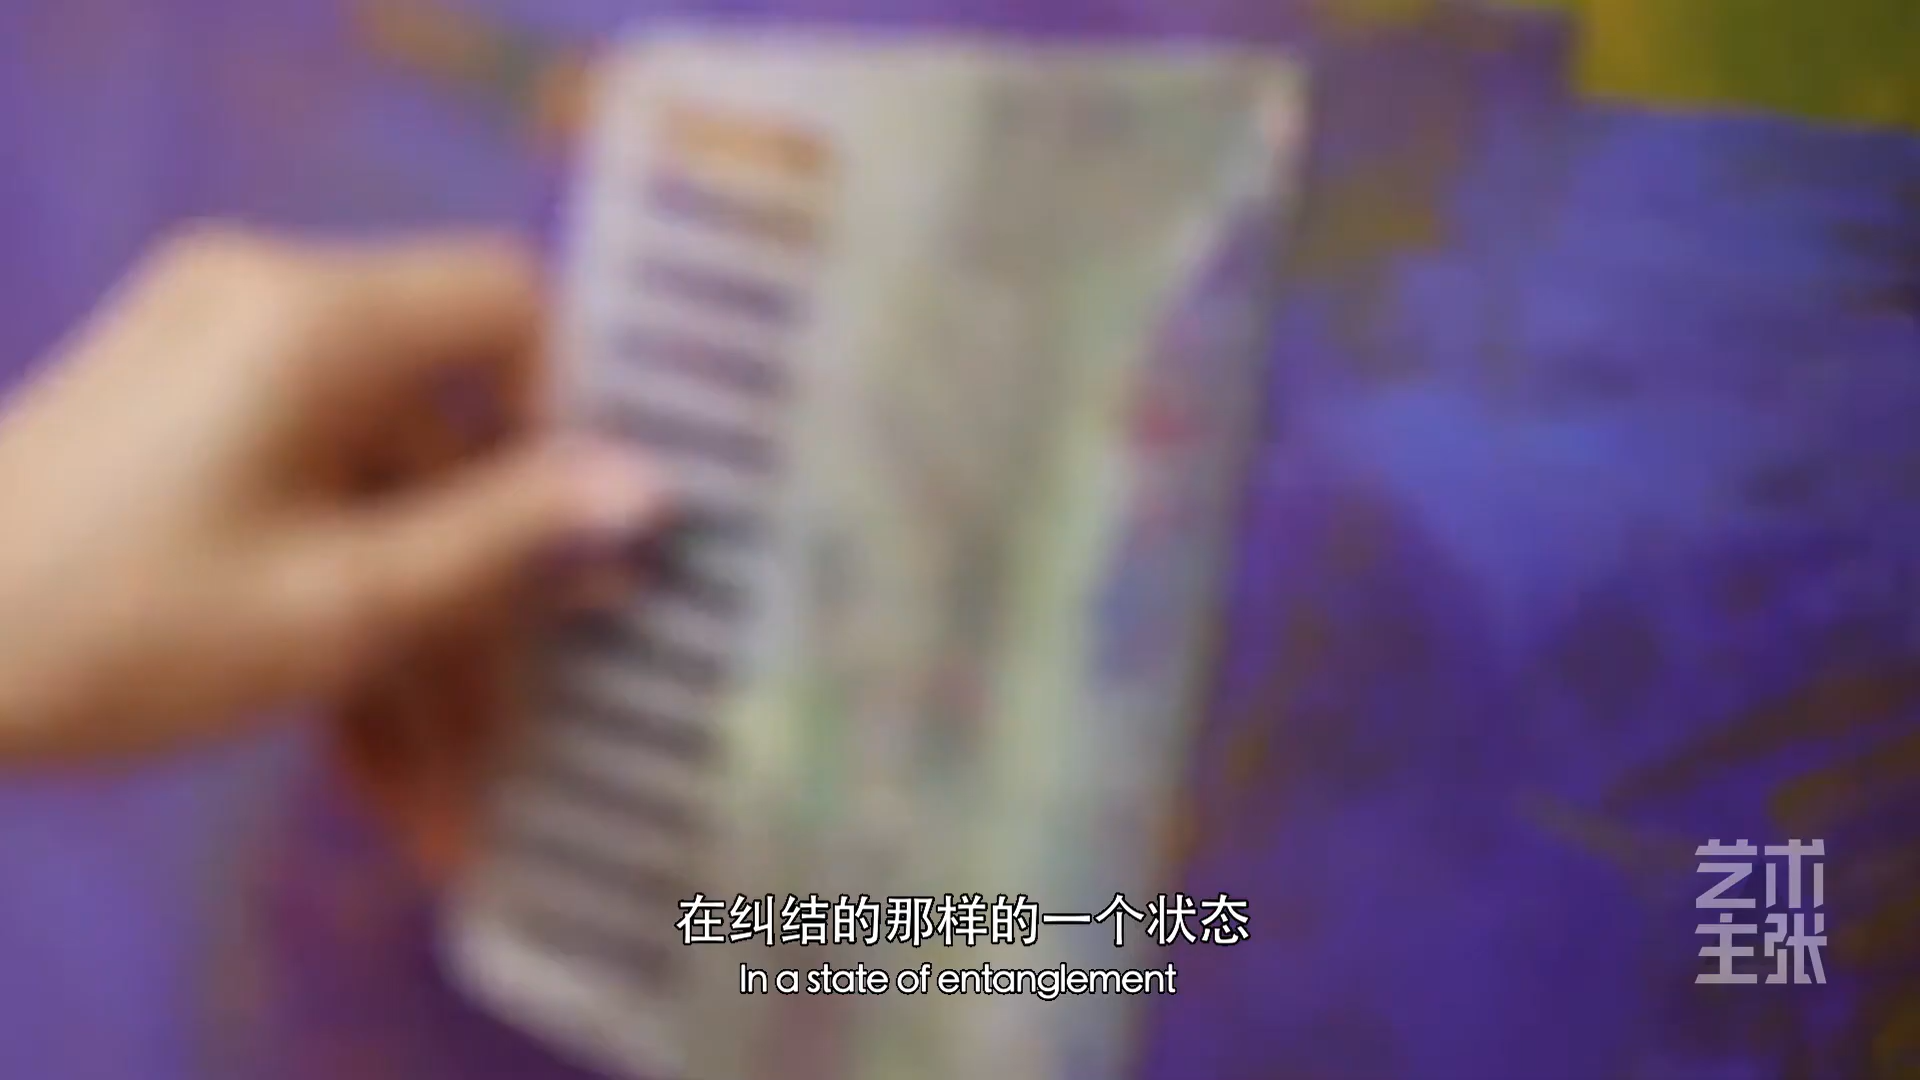 在纠结的那样的一个状态
In a state of entanglement
艺术
主张